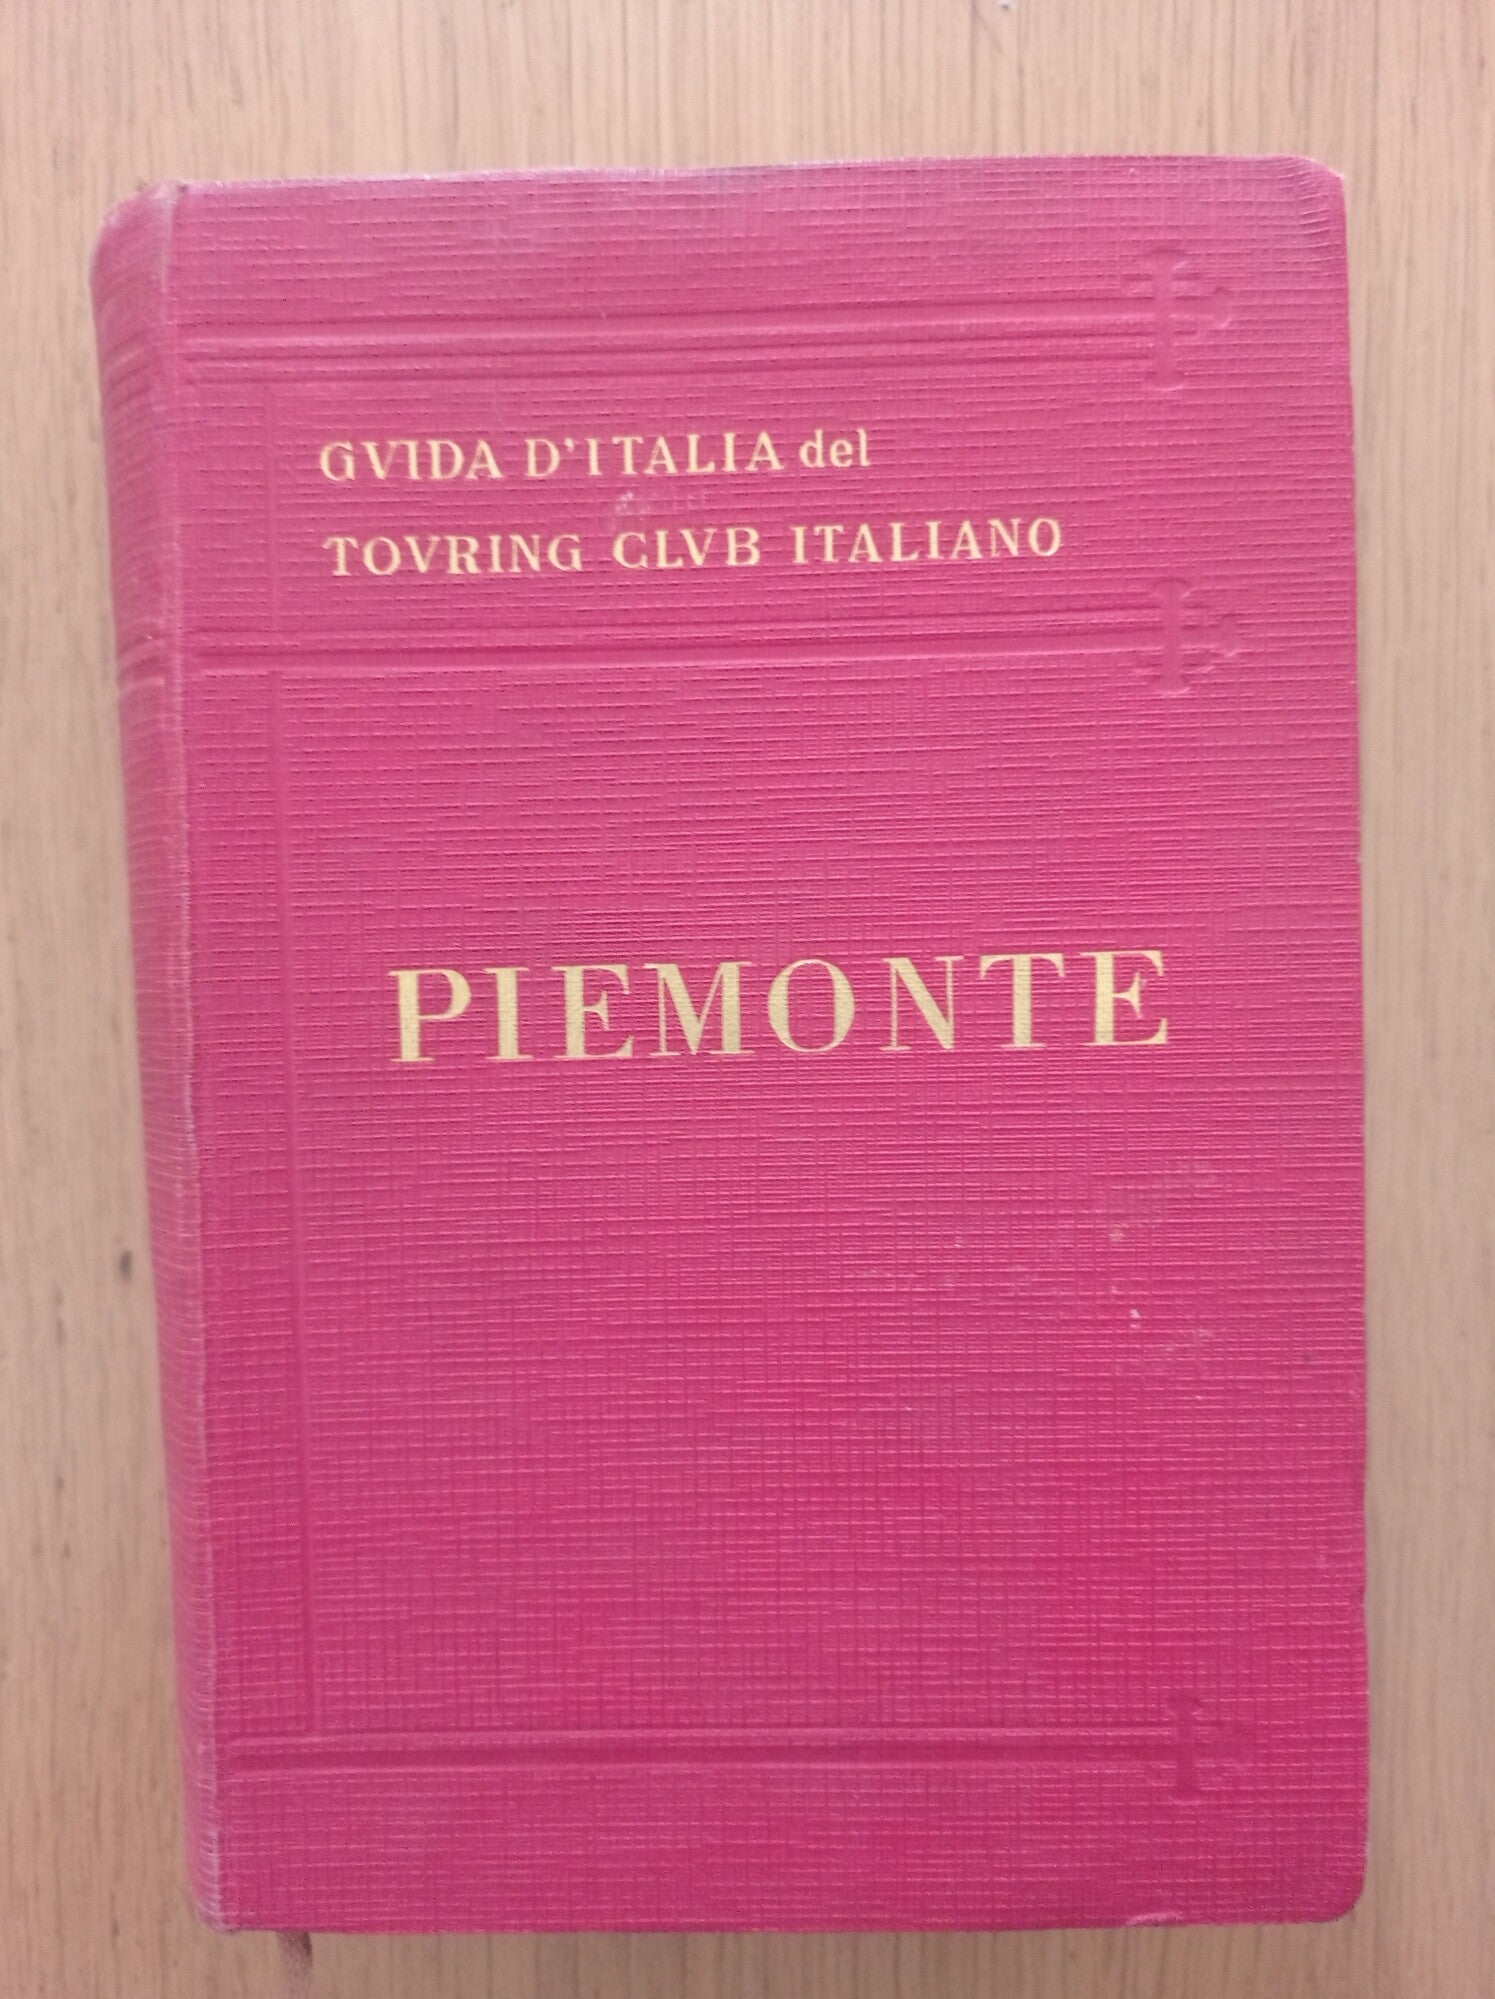 GVIDA D'ITALIA del
TOVRING CLVB ITALIANO
PIEMONTE